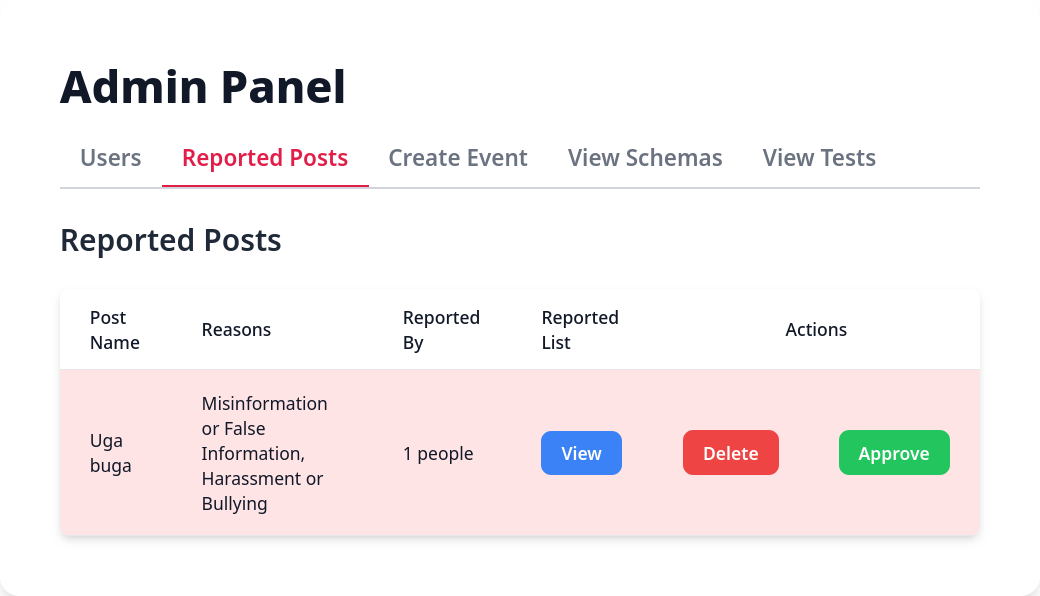 Admin Panel
Users Reported Posts Create Event View Schemas View Tests
Reported Posts
Post Name Reasons Reported By Reported List Actions
Uga buga Misinformation or False Information, Harassment or Bullying 1 people View Delete Approve